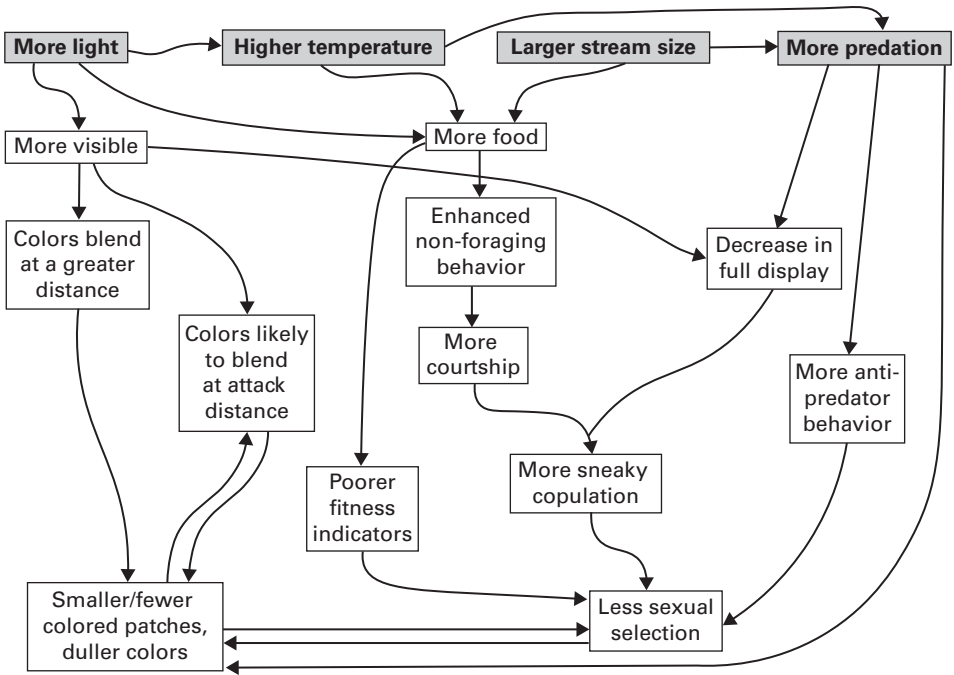 More light
Higher temperature
Larger stream size
More predation
More visible
More food
Colors blend
at a greater
distance
Enhanced
non-foraging
behavior
Decrease in
full display
Colors likely
to blend
at attack
distance
More
courtship
More anti-
predator
behavior
Poorer
fitness
indicators
More sneaky
copulation
Smaller/fewer
colored patches,
duller colors
Less sexual
selection